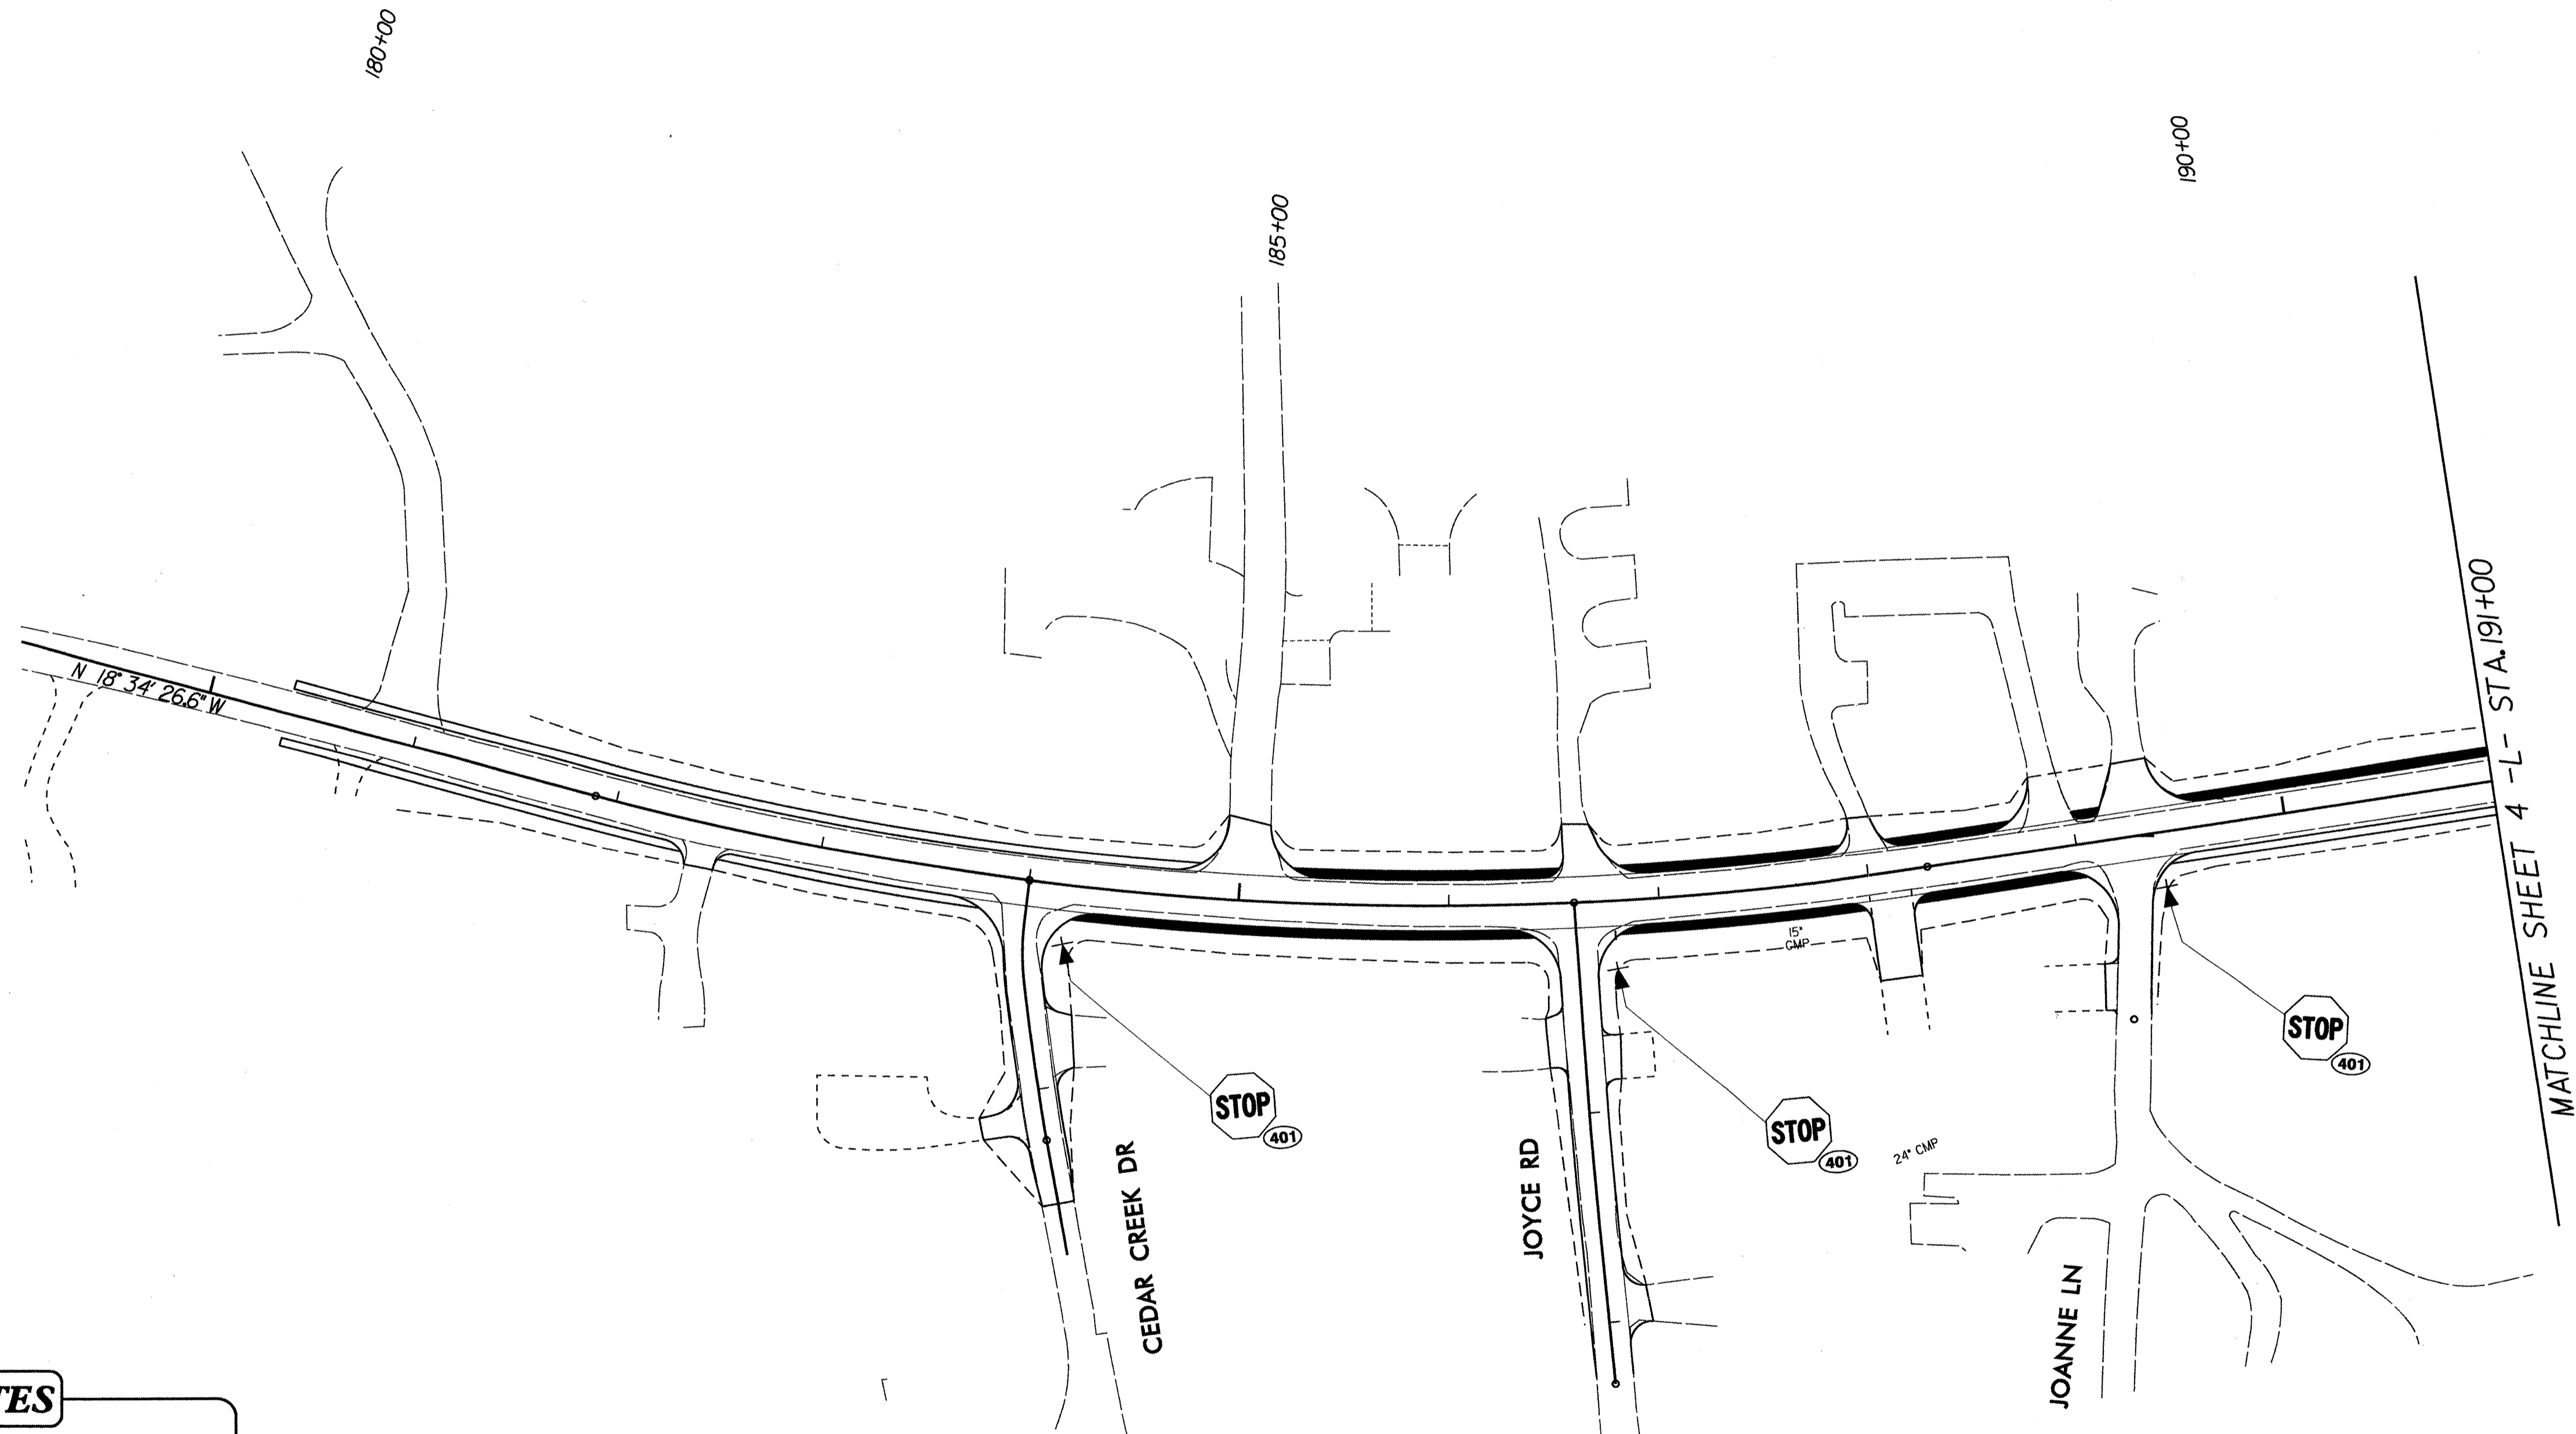 180+00
190+00
185+00
N 18° 34' 26.6" W
MATCHLINE SHEET 4 -L- STA.191+00
15"
CMP
STOP
401
STOP
401
STOP
401
24" CMP
CEDAR CREEK DR
JOYCE RD
JOANNE LN
TES